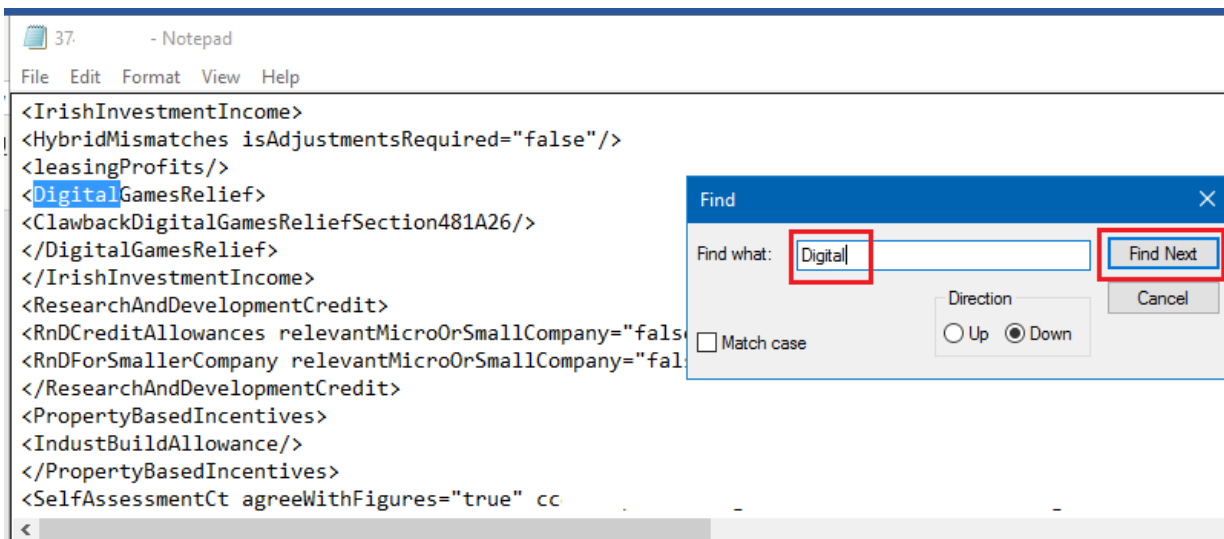 37 - Notepad
File Edit Format View Help
<IrishInvestmentIncome>
<HybridMismatches isAdjustmentsRequired="false"/>
<leasingProfits/>
<DigitalGamesRelief>
<ClawbackDigitalGamesReliefSection481A26/>
</DigitalGamesRelief>
</IrishInvestmentIncome>
<ResearchAndDevelopmentCredit>
<RnDCreditAllowances relevantMicroOrSmallCompany="fals
<RnDForSmallerCompany relevantMicroOrSmallCompany="fal
</ResearchAndDevelopmentCredit>
<PropertyBasedIncentives>
<IndustBuildAllowance/>
</PropertyBasedIncentives>
<SelfAssessmentCt agreeWithFigures="true" cc
Find
Find what: Digital Find Next
Direction Cancel
Match case Up Down